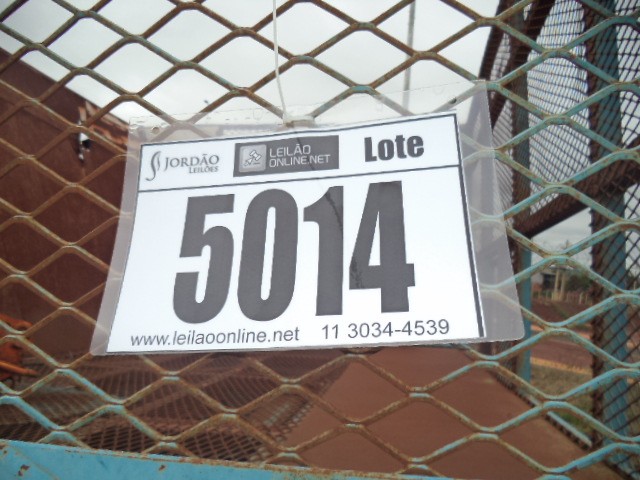 JORDÃO
LEILÕES
LEILÃO
ONLINE.NET
Lote
5014
www.leilaoonline.net 11 3034-4539